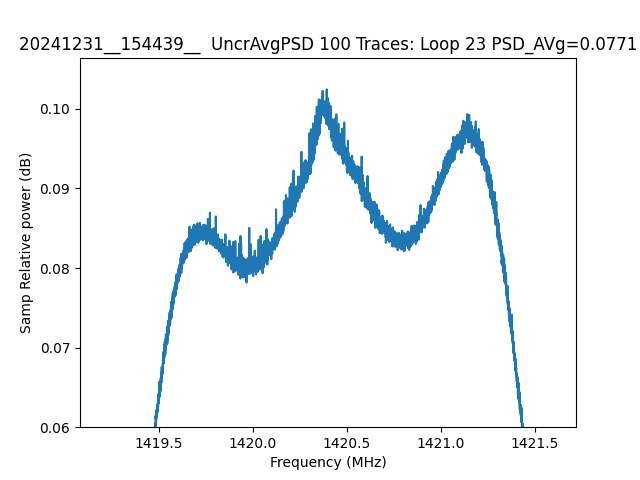 20241231__154439__  UncrAvgPSD 100 Traces: Loop 23 PSD_AVg=0.0771
0.10
0.09
0.08
0.07
0.06
Samp Relative power (dB)
1419.5 1420.0 1420.5 1421.0 1421.5
Frequency (MHz)